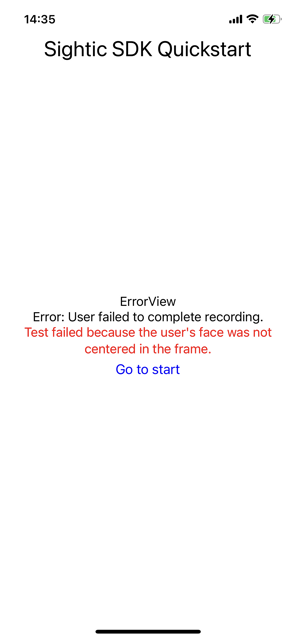 14:35
Sightic SDK Quickstart
ErrorView
Error: User failed to complete recording.
Test failed because the user's face was not
centered in the frame.
Go to start